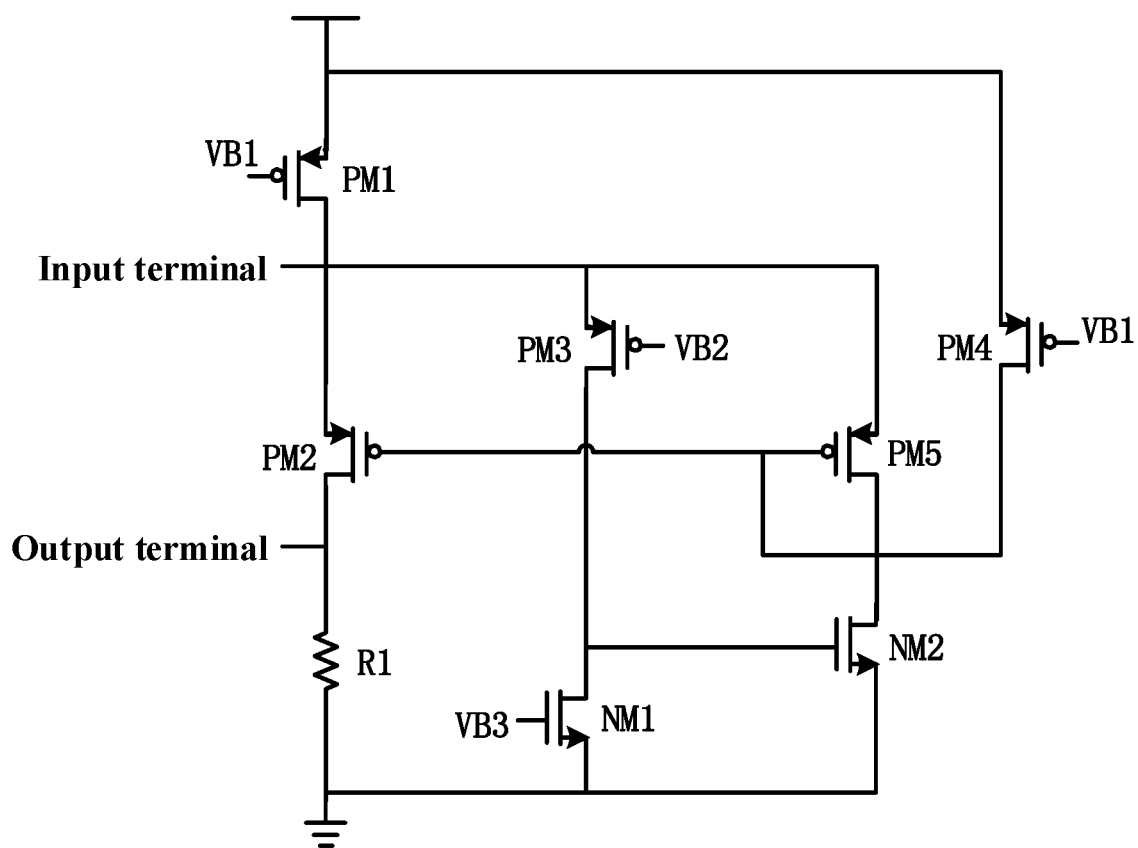 VB1
PM1
Input terminal
PM3
VB2
PM4
VB1
PM2
PM5
Output terminal
R1
NM2
VB3
NM1